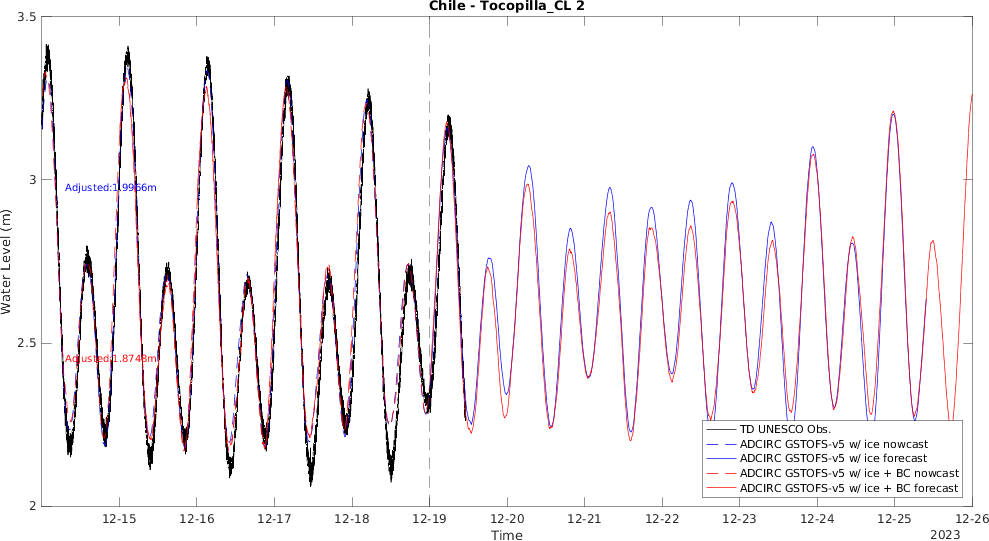 Chile - Tocopilla_CL 2
3.5
3
2.5
2
Water Level (m)
Adjusted:1.9966m
Adjusted:1.8748m
TD UNESCO Obs.
ADCIRC GSTOFS-v5 w/ ice nowcast
ADCIRC GSTOFS-v5 w/ ice forecast
ADCIRC GSTOFS-v5 w/ ice + BC nowcast
ADCIRC GSTOFS-v5 w/ ice + BC forecast
12-15 12-16 12-17 12-18 12-19 12-20 12-21 12-22 12-23 12-24 12-25 12-26
Time
2023